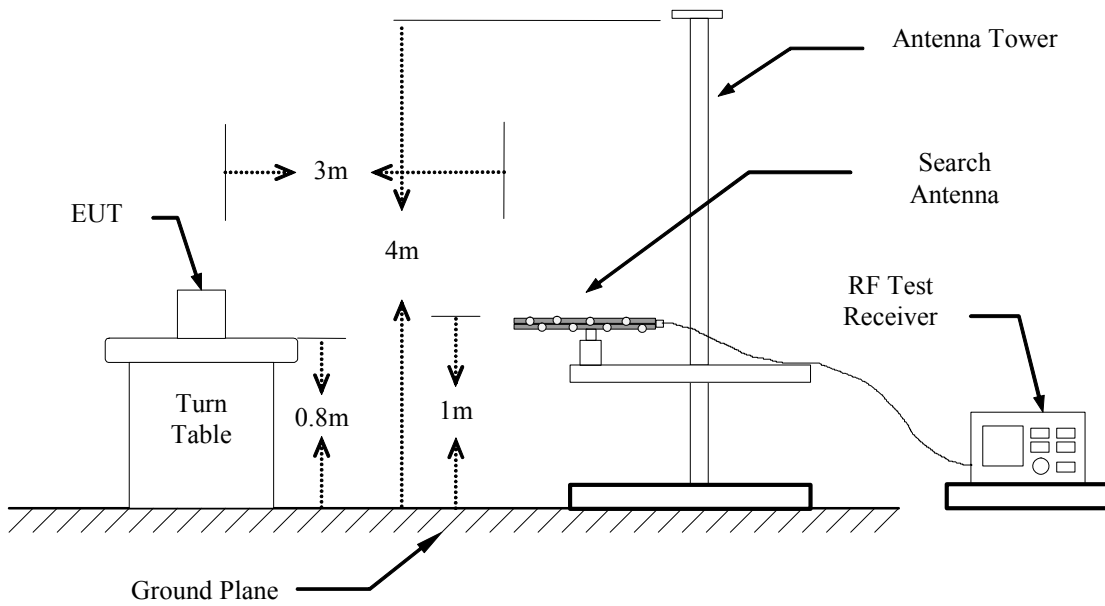 Antenna Tower
3m
Search
Antenna
EUT
4m
RF Test
Receiver
Turn
Table
0.8m
1m
Ground Plane